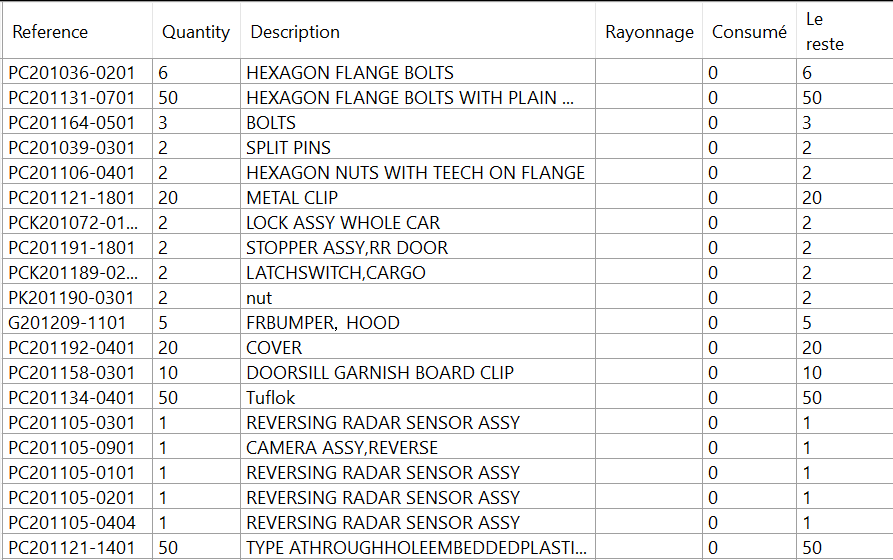 Reference Quantity Description Rayonnage Consumé Le reste
PC201036-0201 6 HEXAGON FLANGE BOLTS 0 6
PC201131-0701 50 HEXAGON FLANGE BOLTS WITH PLAIN ... 0 50
PC201164-0501 3 BOLTS 0 3
PC201039-0301 2 SPLIT PINS 0 2
PC201106-0401 2 HEXAGON NUTS WITH TEECH ON FLANGE 0 2
PC201121-1801 20 METAL CLIP 0 20
PCK201072-01... 2 LOCK ASSY WHOLE CAR 0 2
PC201191-1801 2 STOPPER ASSY,RR DOOR 0 2
PCK201189-02... 2 LATCHSWITCH,CARGO 0 2
PK201190-0301 2 nut 0 2
G201209-1101 5 FRBUMPER, HOOD 0 5
PC201192-0401 20 COVER 0 20
PC201158-0301 10 DOORSILL GARNISH BOARD CLIP 0 10
PC201134-0401 50 Tuflok 0 50
PC201105-0301 1 REVERSING RADAR SENSOR ASSY 0 1
PC201105-0901 1 CAMERA ASSY,REVERSE 0 1
PC201105-0101 1 REVERSING RADAR SENSOR ASSY 0 1
PC201105-0201 1 REVERSING RADAR SENSOR ASSY 0 1
PC201105-0404 1 REVERSING RADAR SENSOR ASSY 0 1
PC201121-1401 50 TYPE ATHROUGHHOLEEMBEDDEDPLASTI... 0 50